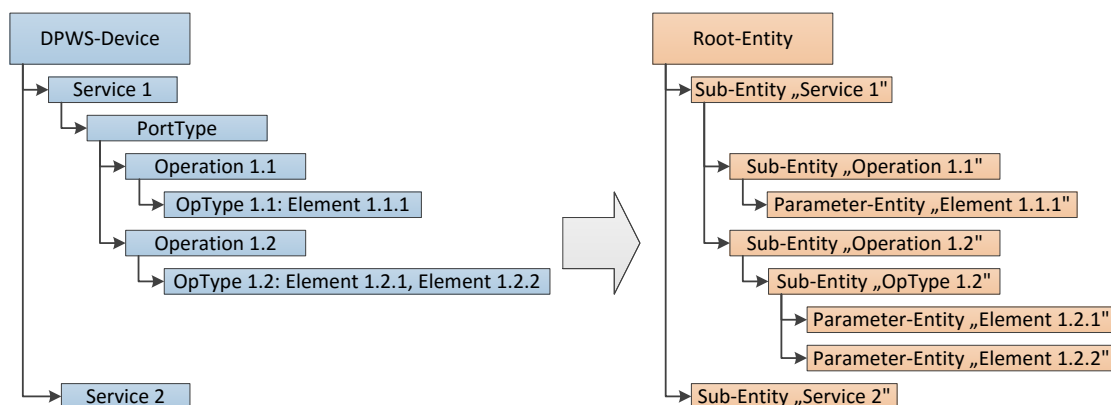 DPWS-Device
Service 1
PortType
Operation 1.1
OpType 1.1: Element 1.1.1
Operation 1.2
OpType 1.2: Element 1.2.1, Element 1.2.2
Service 2
Root-Entity
Sub-Entity „Service 1"
Sub-Entity „Operation 1.1"
Parameter-Entity „Element 1.1.1"
Sub-Entity „Operation 1.2"
Sub-Entity „OpType 1.2"
Parameter-Entity „Element 1.2.1"
Parameter-Entity „Element 1.2.2"
Sub-Entity „Service 2"